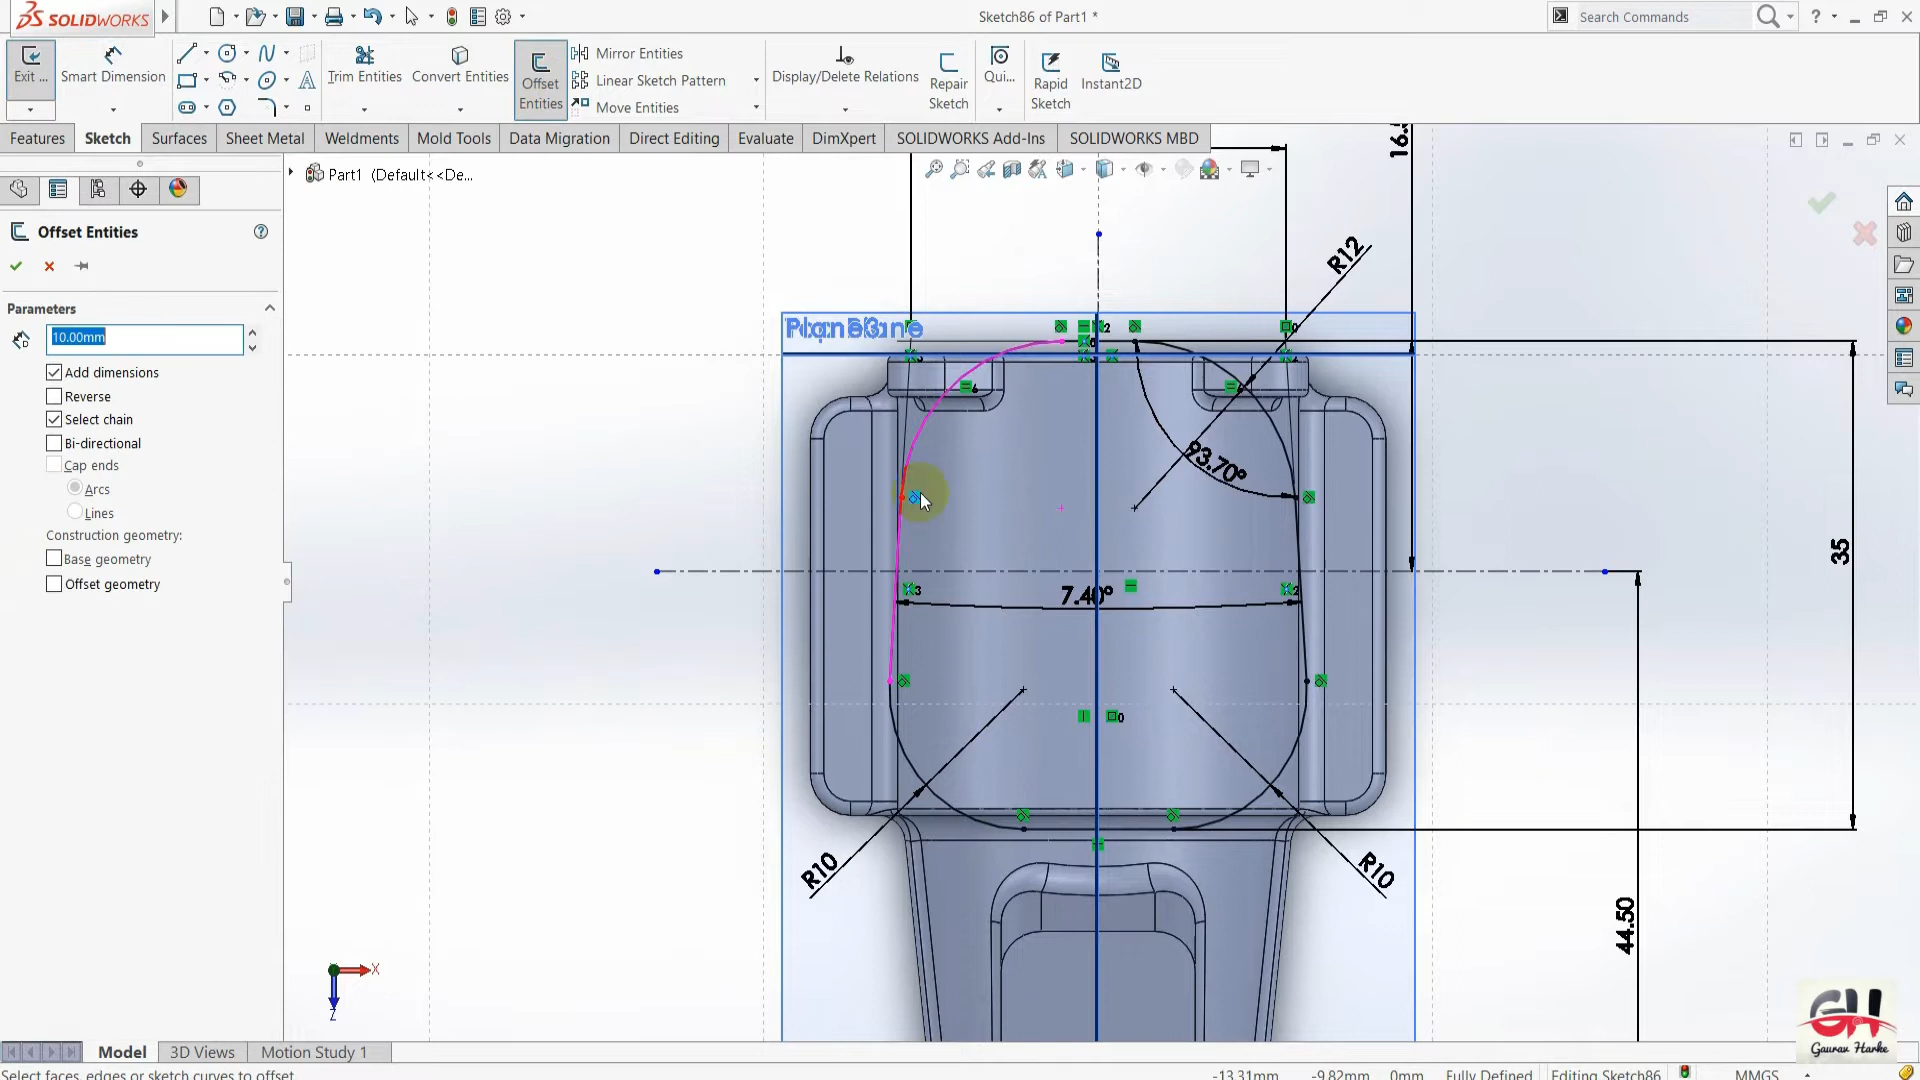 SOLIDWORKS
Sketch86 of Part1 *
Search Commands
Exit ...
Smart Dimension
Trim Entities
Convert Entities
Offset Entities
Mirror Entities
Linear Sketch Pattern
Move Entities
Display/Delete Relations
Repair Sketch
Qui...
Rapid Sketch
Instant2D
Features
Sketch
Surfaces
Sheet Metal
Weldments
Mold Tools
Data Migration
Direct Editing
Evaluate
DimXpert
SOLIDWORKS Add-Ins
SOLIDWORKS MBD
Part1 (Default<<De...
Offset Entities
Parameters
10.00mm
Add dimensions
Reverse
Select chain
Bi-directional
Cap ends
Arcs
Lines
Construction geometry:
Base geometry
Offset geometry
R12
93.70°
7.40°
35
R10
R10
44.50
X
Z
GH
Gaurav Harke
Model
3D Views
Motion Study 1
Select faces, edges or sketch curves to offset.
-13.31mm
-9.82mm
0mm
Fully Defined
Editing Sketch86
MMGS